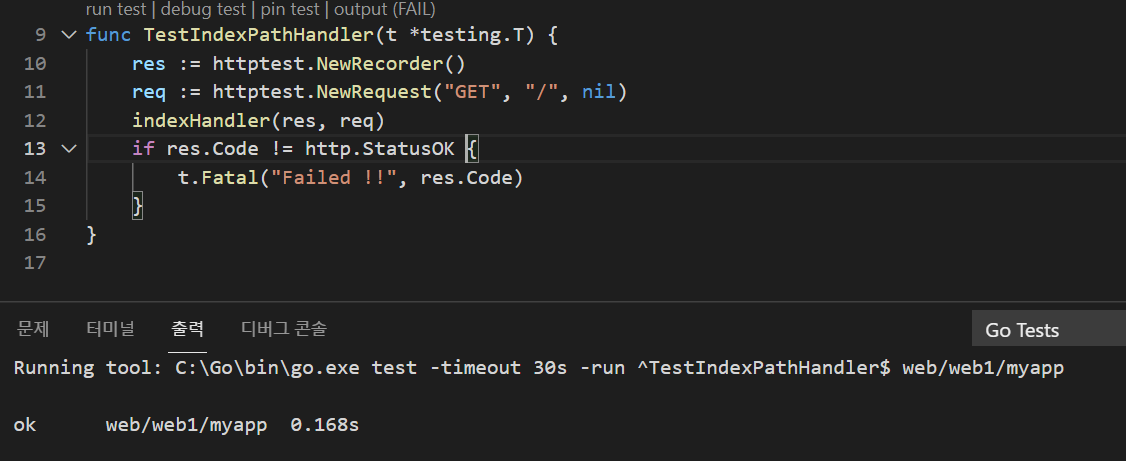 run test | debug test | pin test | output (FAIL)
9 func TestIndexPathHandler(t *testing.T) {
10 res := httptest.NewRecorder()
11 req := httptest.NewRequest("GET", "/", nil)
12 indexHandler(res, req)
13 if res.Code != http.StatusOK {
14 t.Fatal("Failed !!", res.Code)
15 }
16 }
17
문제 터미널 출력 디버그 콘솔 Go Tests
Running tool: C:\Go\bin\go.exe test -timeout 30s -run ^TestIndexPathHandler$ web/web1/myapp
ok web/web1/myapp 0.168s